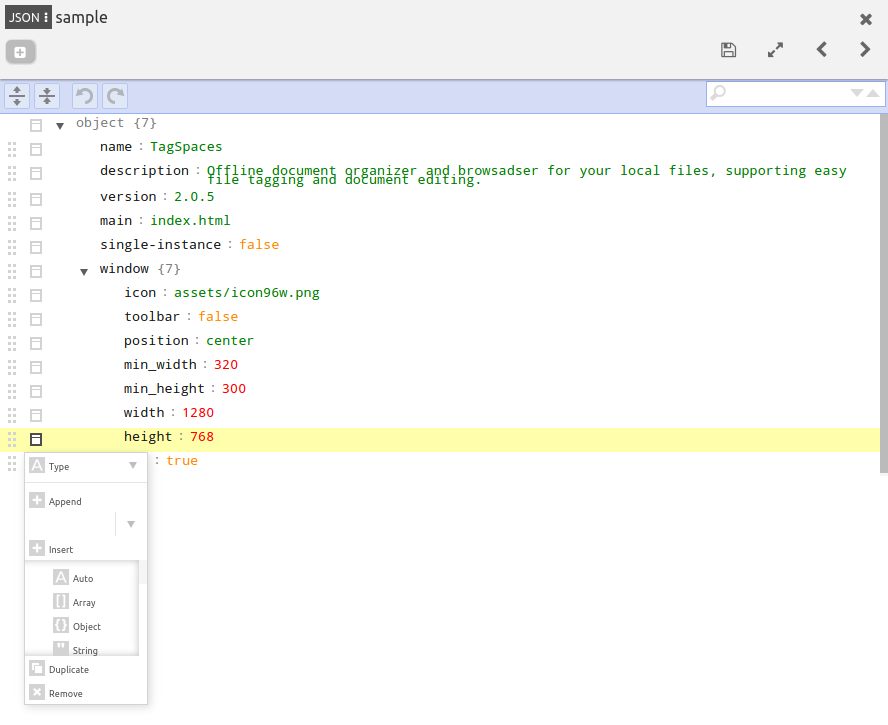 JSON sample
object {7}
name : TagSpaces
description : Offline document organizer and browsadser for your local files, supporting easy
file tagging and document editing.
version : 2.0.5
main : index.html
single-instance : false
window {7}
icon : assets/icon96w.png
toolbar : false
position : center
min_width : 320
min_height : 300
width : 1280
height : 768
: true
Type
Append
Insert
Auto
Array
Object
String
Duplicate
Remove